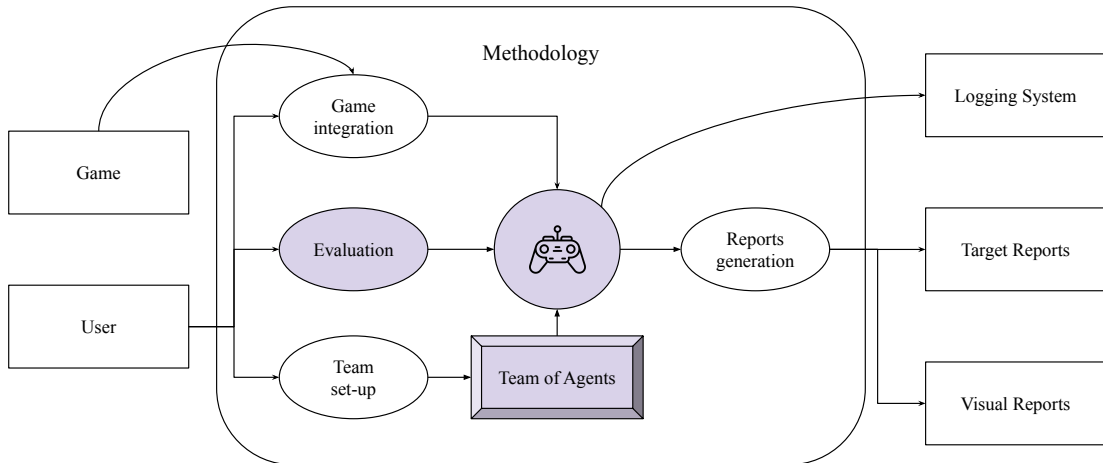 Methodology
Game
integration
Logging System
Game
Evaluation
Reports
generation
Target Reports
User
Team
set-up
Team of Agents
Visual Reports